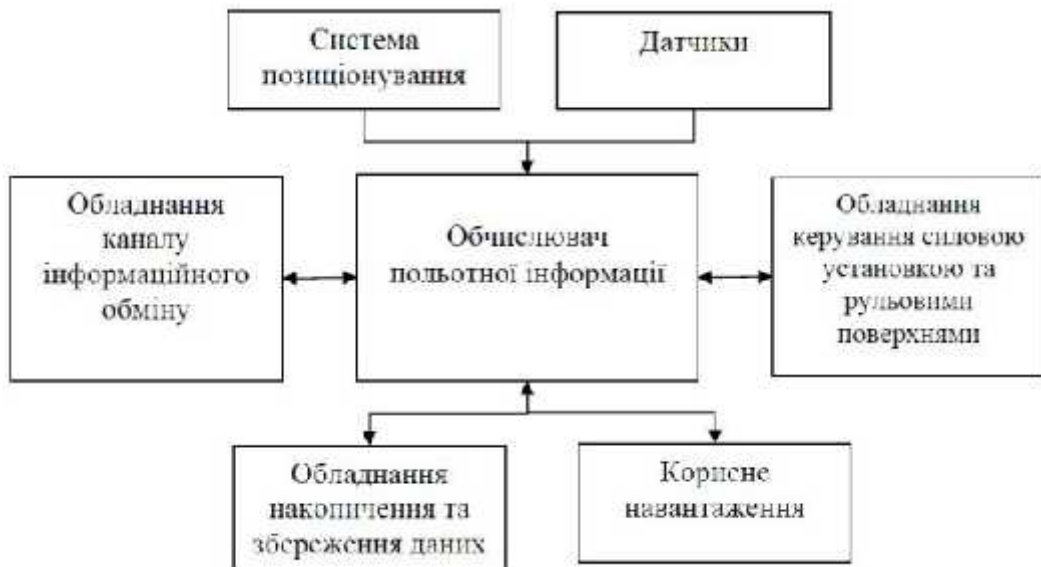 Система
позиціонування
Датчики
Обладнання
каналу
інформаційного
обміну
Обчислювач
польотної інформації
Обладнання
керування силовою
установкою та
рульовими
поверхнями
Обладнання
накопичення та
збереження даних
Корисне
навантаження